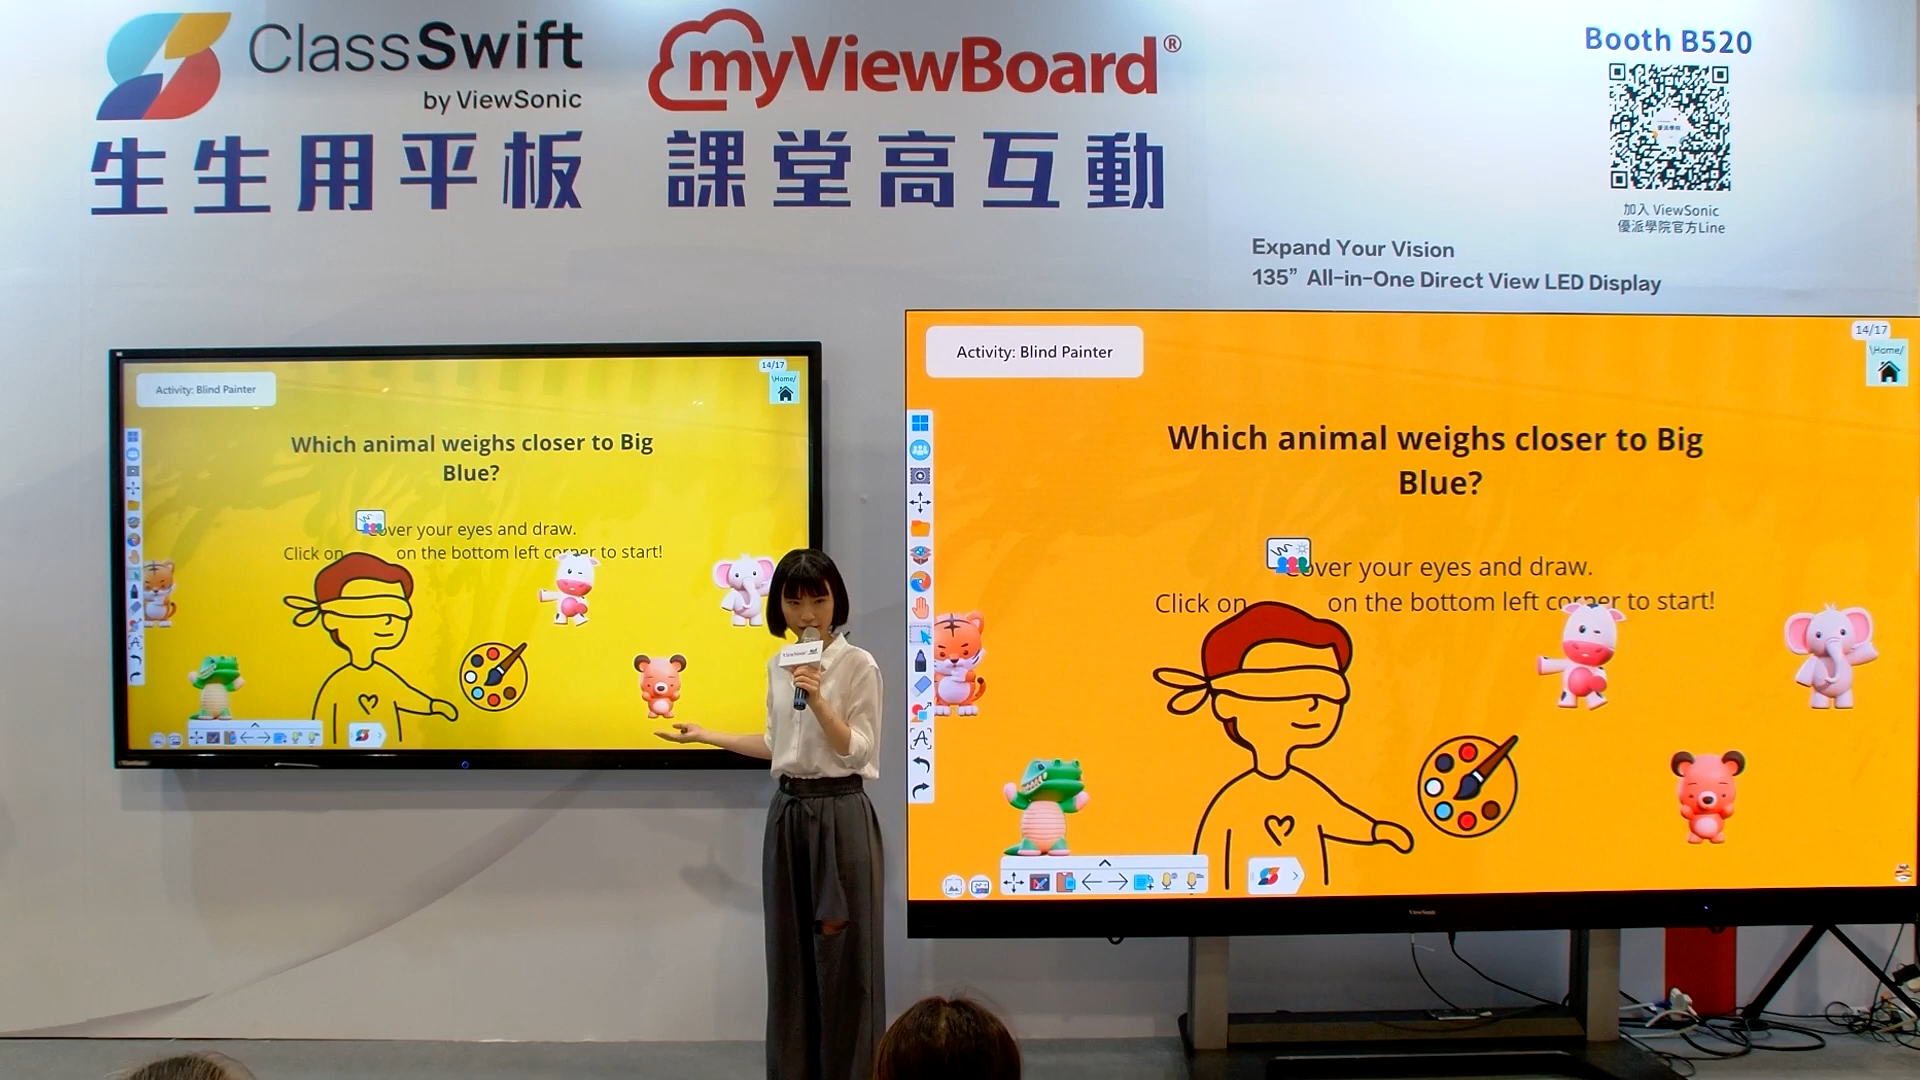 ClassSwift
by ViewSonic
myViewBoard®
生生用平板 課堂高互動
Booth B520
加入 ViewSonic
優派學院官方Line
Expand Your Vision
135” All-in-One Direct View LED Display
Activity: Blind Painter
14/17
\Home/
Which animal weighs closer to Big
Blue?
over your eyes and draw.
Click on on the bottom left corner to start!
ViewSonic
Activity: Blind Painter
14/17
\Home/
Which animal weighs closer to Big
Blue?
Cover your eyes and draw.
Click on on the bottom left corner to start!
A
ViewSonic